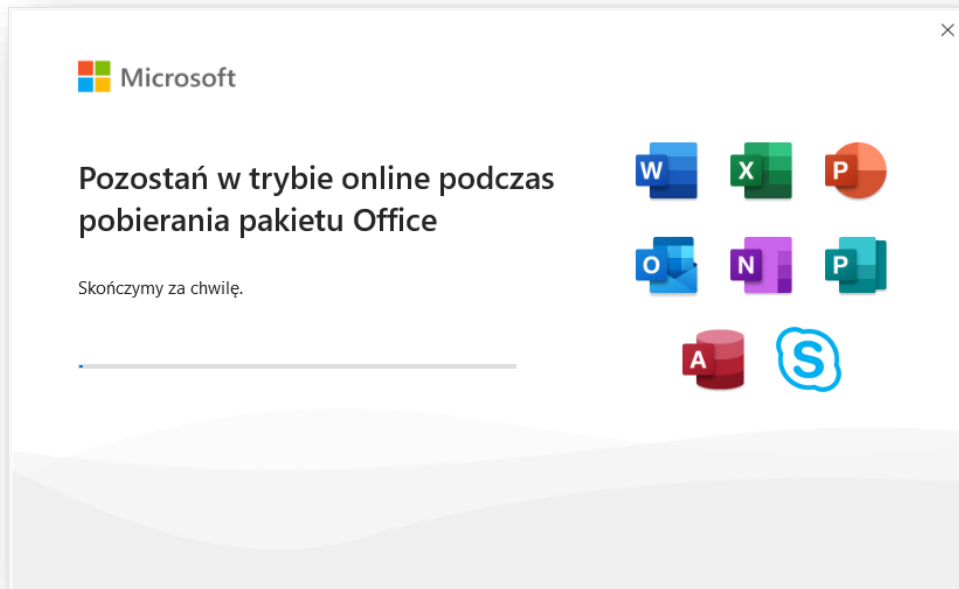 Microsoft
Pozostań w trybie online podczas
pobierania pakietu Office
Skończymy za chwilę.
W
X
P
O
N
P
A
S